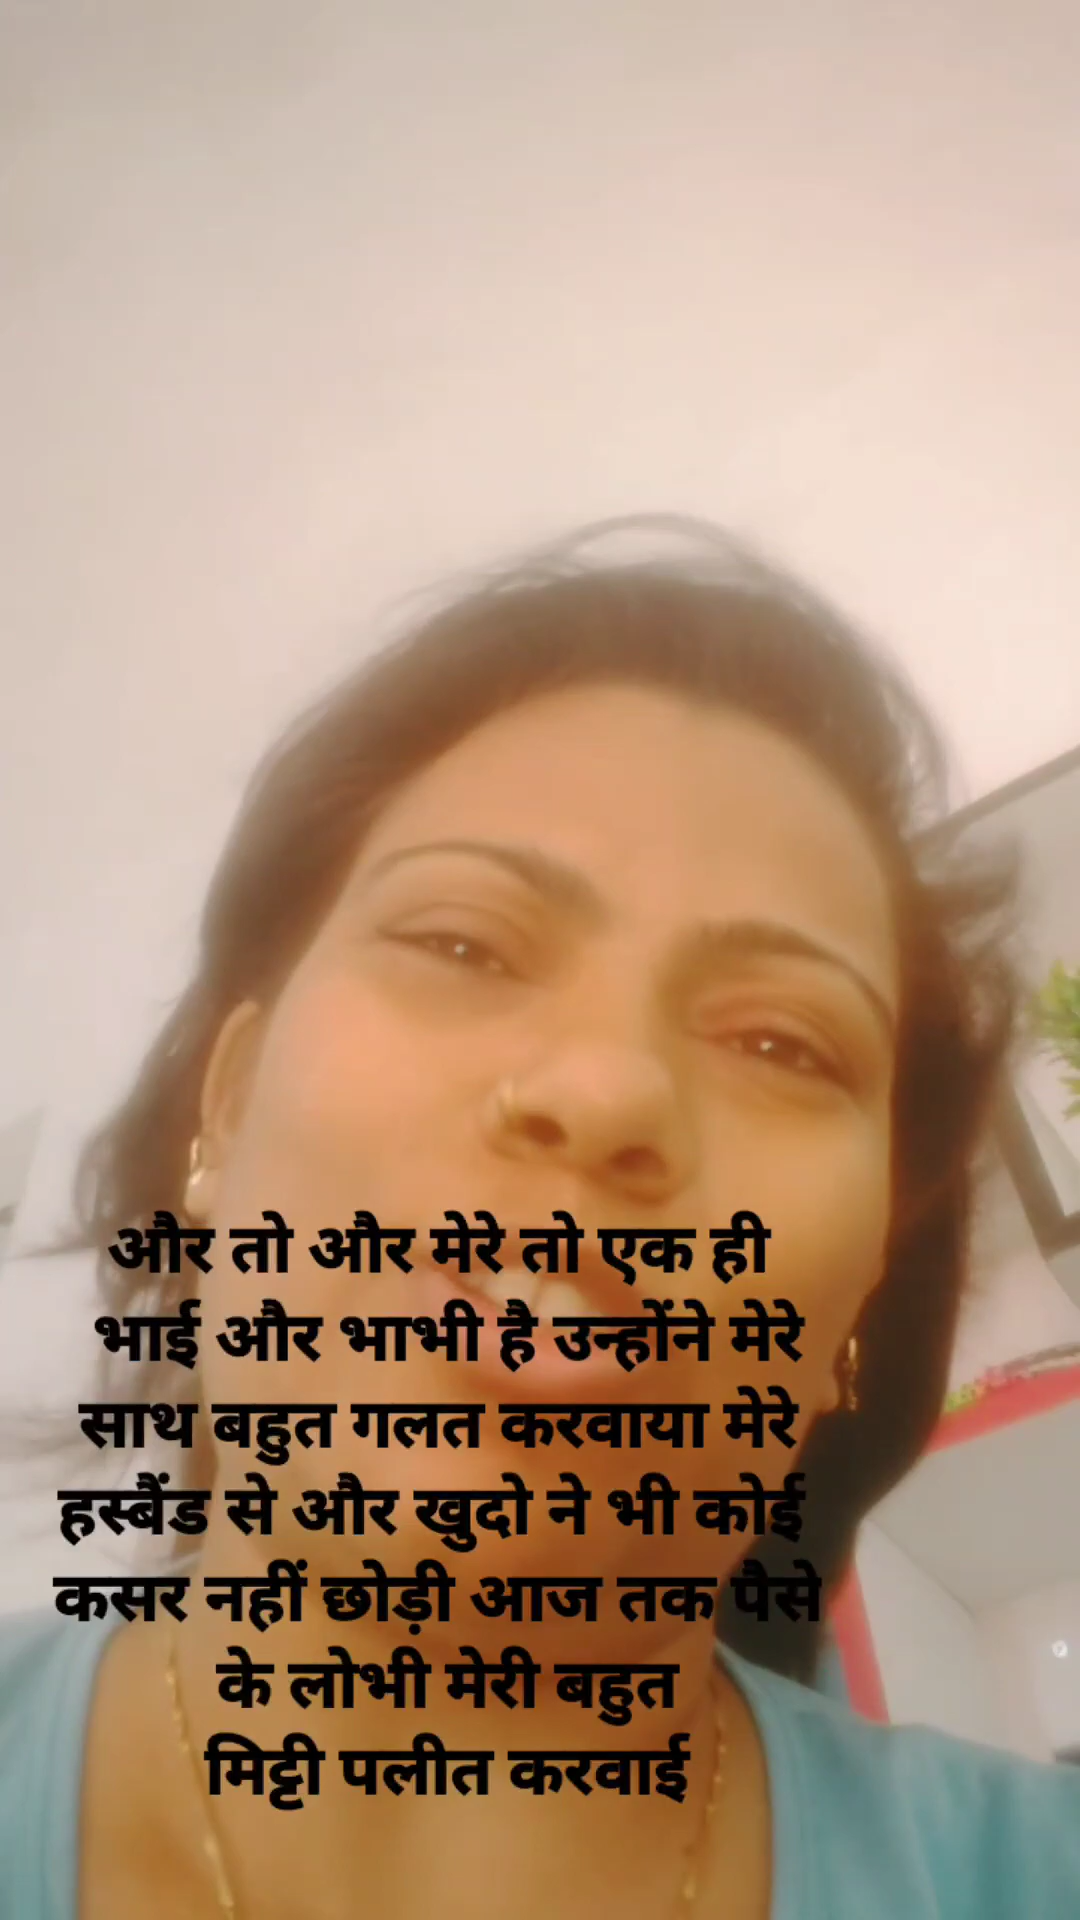 और तो और मेरे तो एक ही
भाई और भाभी है उन्होंने मेरे
साथ बहुत गलत करवाया मेरे
हस्बैंड से और खुदो ने भी कोई
कसर नहीं छोड़ी आज तक पैसे
के लोभी मेरी बहुत
मिट्टी पलीत करवाई